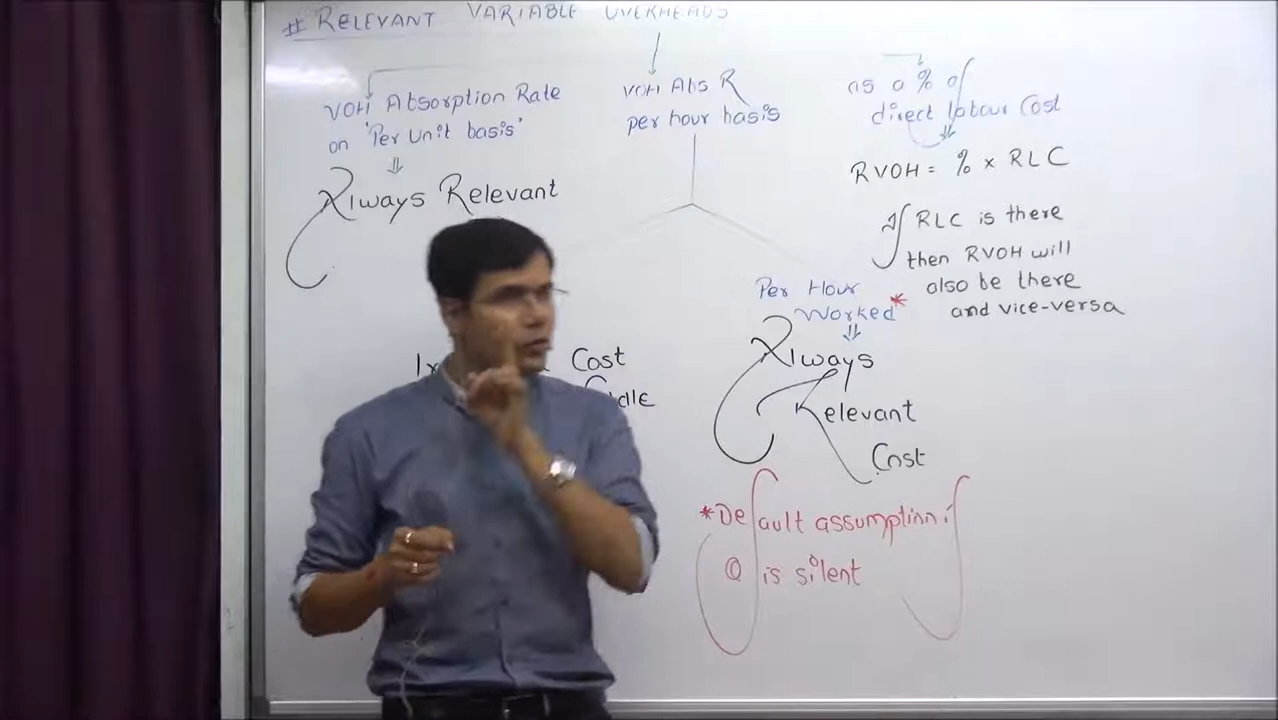 # RELEVANT VARIABLE OVERHEADS
VOH Absorption Rate
on 'Per Unit basis'
⇓
Always Relevant
VOH Abs R
per hour basis
Cost
Per Hour
Worked*
⇓
Always
Relevant
Cost
*Default assumption if
Q is silent
as a % of
direct labour Cost
⇓
RVOH = % × RLC
If RLC is there
then RVOH will
also be there
and vice-versa